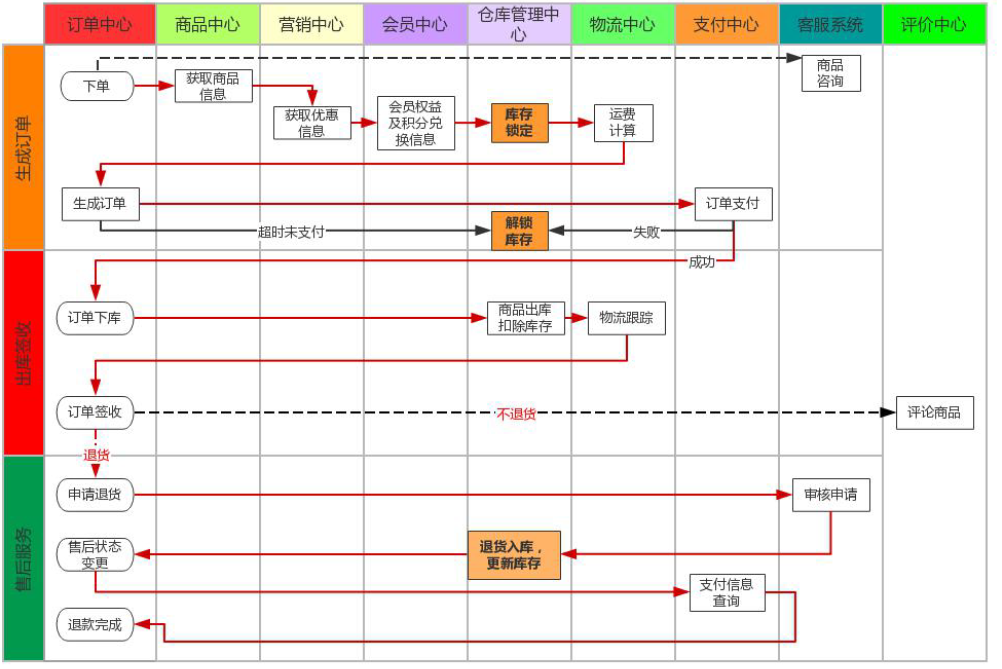 订单中心
商品中心
营销中心
会员中心
仓库管理中
心
物流中心
支付中心
客服系统
评价中心
生成订单
下单
获取商品
信息
获取优惠
信息
会员权益
及积分兑
换信息
库存
锁定
运费
计算
商品
咨询
生成订单
订单支付
超时未支付
解锁
库存
失败
成功
出库签收
订单下库
商品出库
扣除库存
物流跟踪
订单签收
不退货
评论商品
退货
售后服务
申请退货
审核申请
售后状态
变更
退货入库，
更新库存
支付信息
查询
退款完成